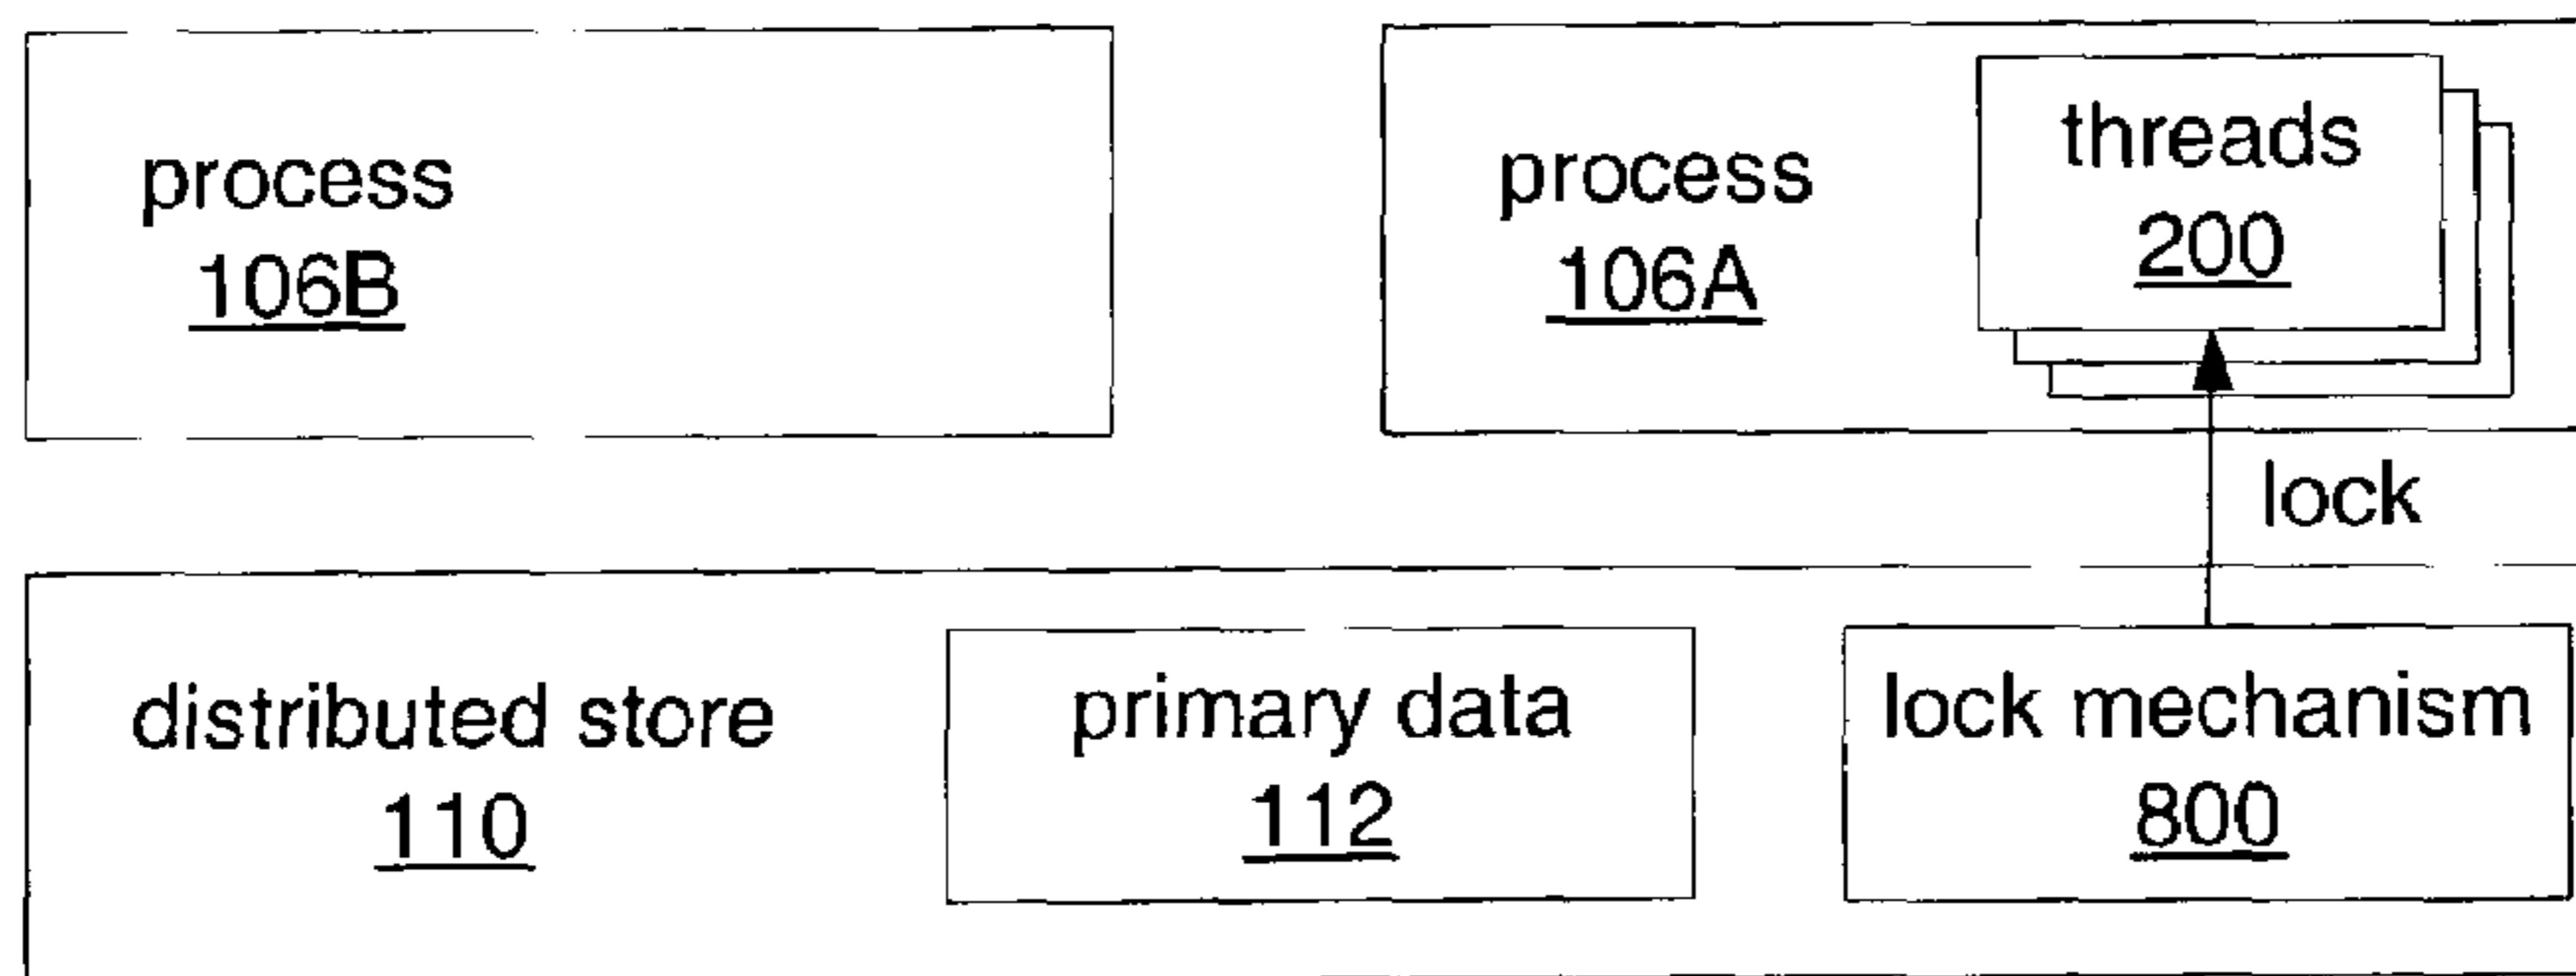 process
106B
process
106A
threads
200
lock
distributed store
110
primary data
112
lock mechanism
800